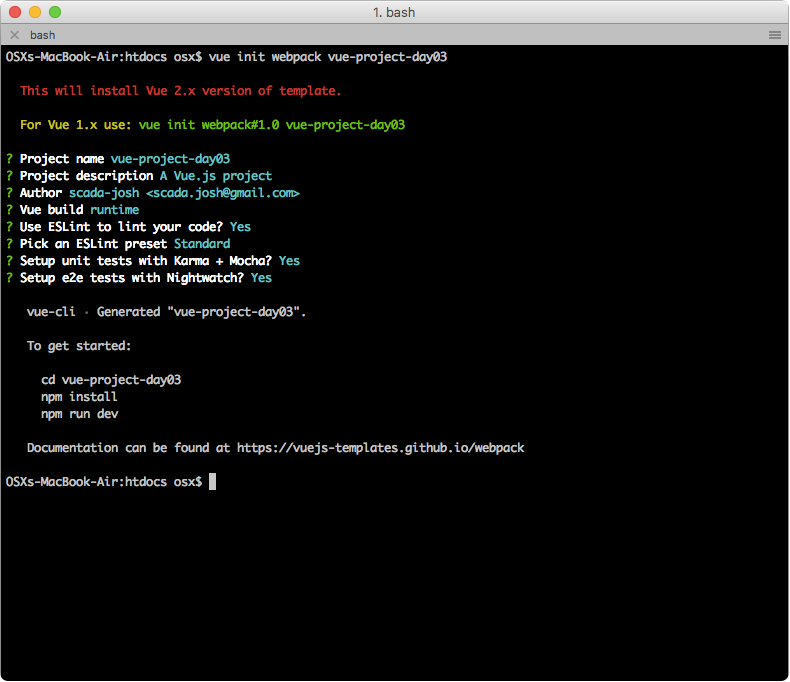 1. bash
bash
OSXs-MacBook-Air:htdocs osx$ vue init webpack vue-project-day03
This will install Vue 2.x version of template.
For Vue 1.x use: vue init webpack#1.0 vue-project-day03
? Project name vue-project-day03
? Project description A Vue.js project
? Author scada-josh <scada.josh@gmail.com>
? Vue build runtime
? Use ESLint to lint your code? Yes
? Pick an ESLint preset Standard
? Setup unit tests with Karma + Mocha? Yes
? Setup e2e tests with Nightwatch? Yes
vue-cli · Generated "vue-project-day03".
To get started:
cd vue-project-day03
npm install
npm run dev
Documentation can be found at https://vuejs-templates.github.io/webpack
OSXs-MacBook-Air:htdocs osx$